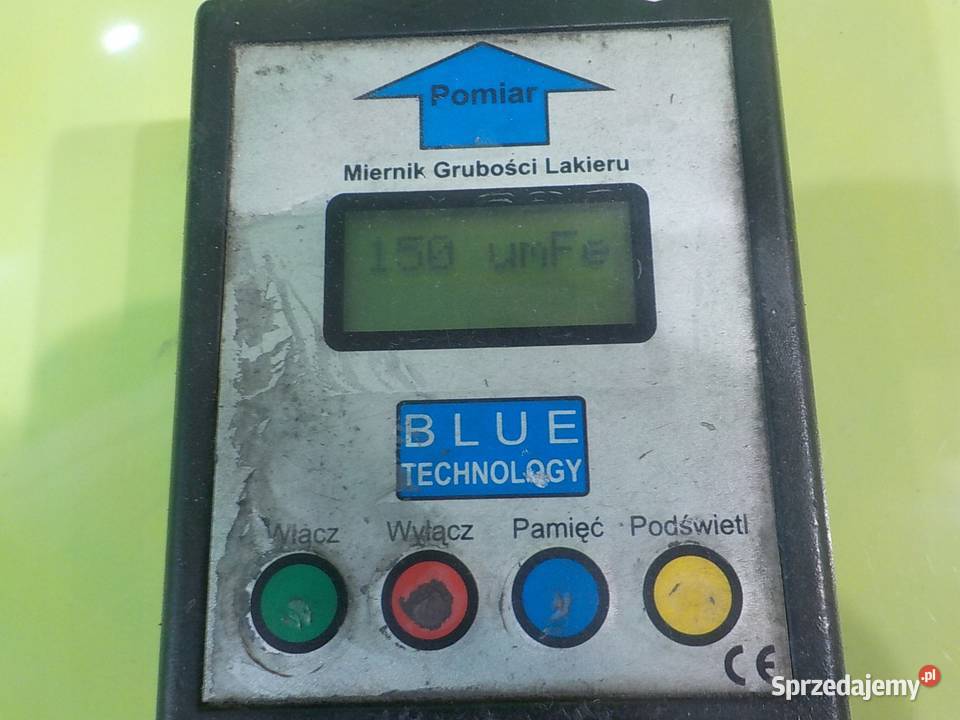 Pomiar
Miernik Grubości Lakieru
150 umFe
BLUE
TECHNOLOGY
Włącz Wyłącz Pamięć Podświetl
CE
Sprzedajemy.pl